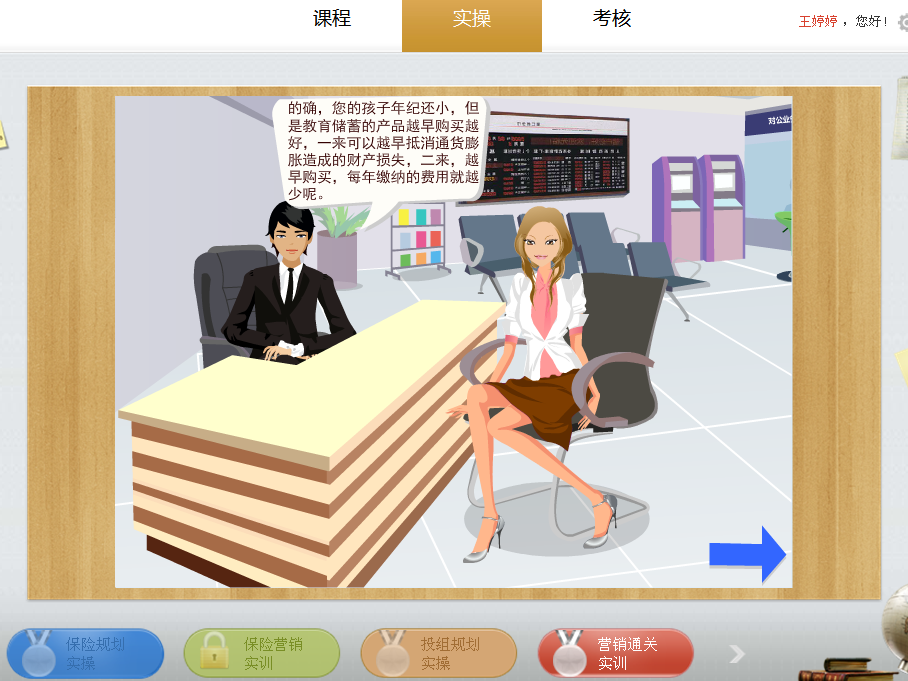 课程
实操
考核
王婷婷 ，您好!
的确，您的孩子年纪还小，但
是教育储蓄的产品越早购买越
好，一来可以越早抵消通货膨
胀造成的财产损失，二来，越
早购买，每年缴纳的费用就越
少呢。
对公业
保险规划
实操
保险营销
实训
投组规划
实操
营销通关
实训